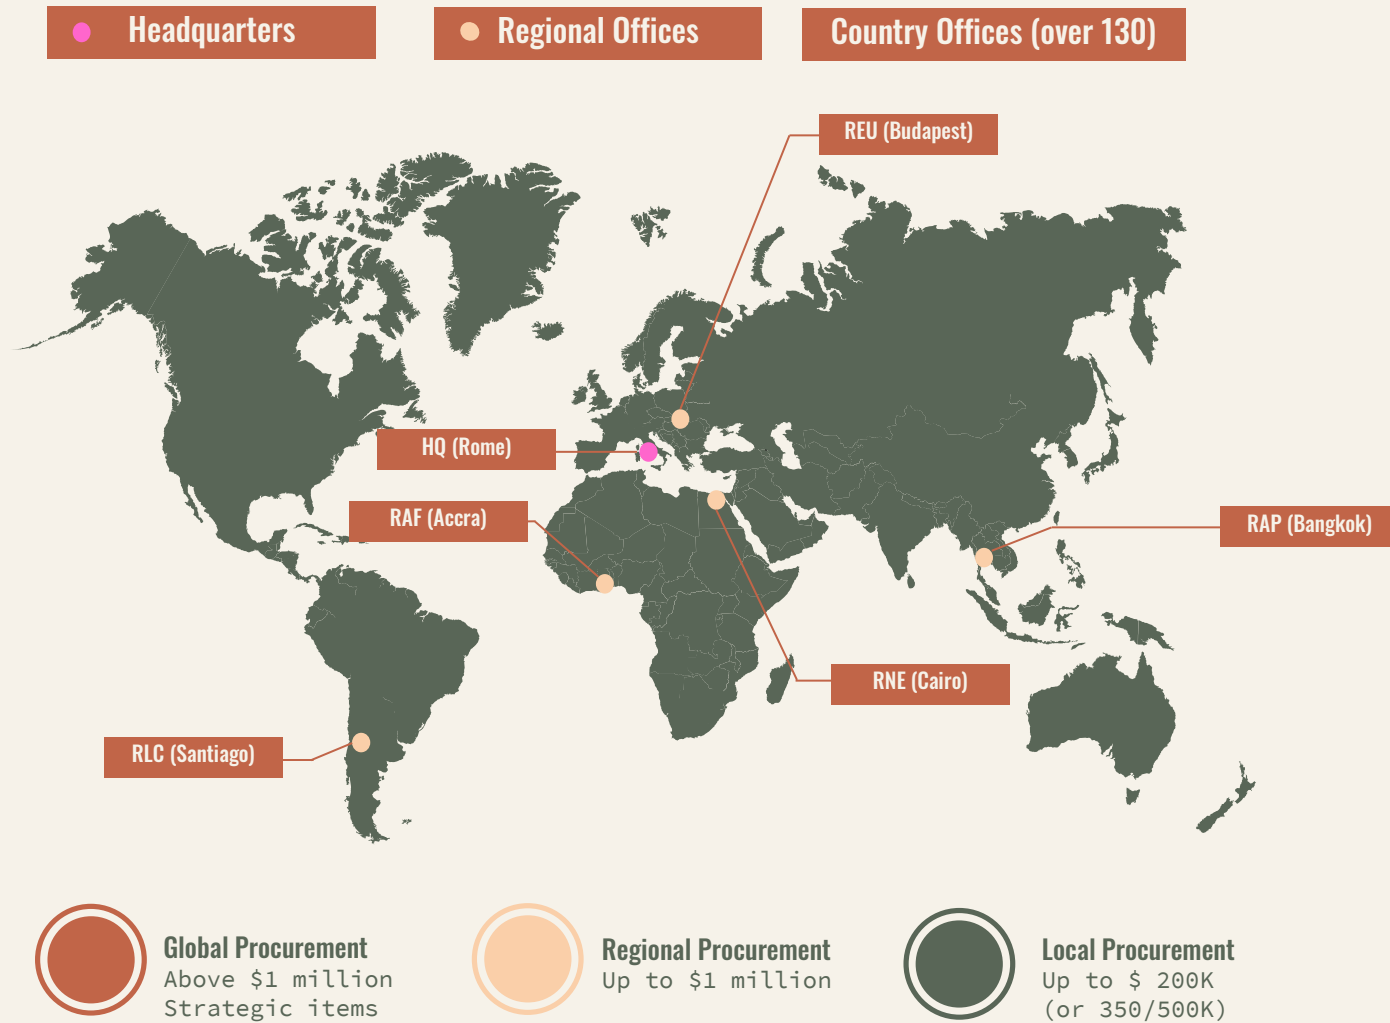 Headquarters
Regional Offices
Country Offices (over 130)
REU (Budapest)
HQ (Rome)
RAF (Accra)
RAP (Bangkok)
RNE (Cairo)
RLC (Santiago)
Global Procurement
Above $1 million
Strategic items
Regional Procurement
Up to $1 million
Local Procurement
Up to $ 200K
(or 350/500K)